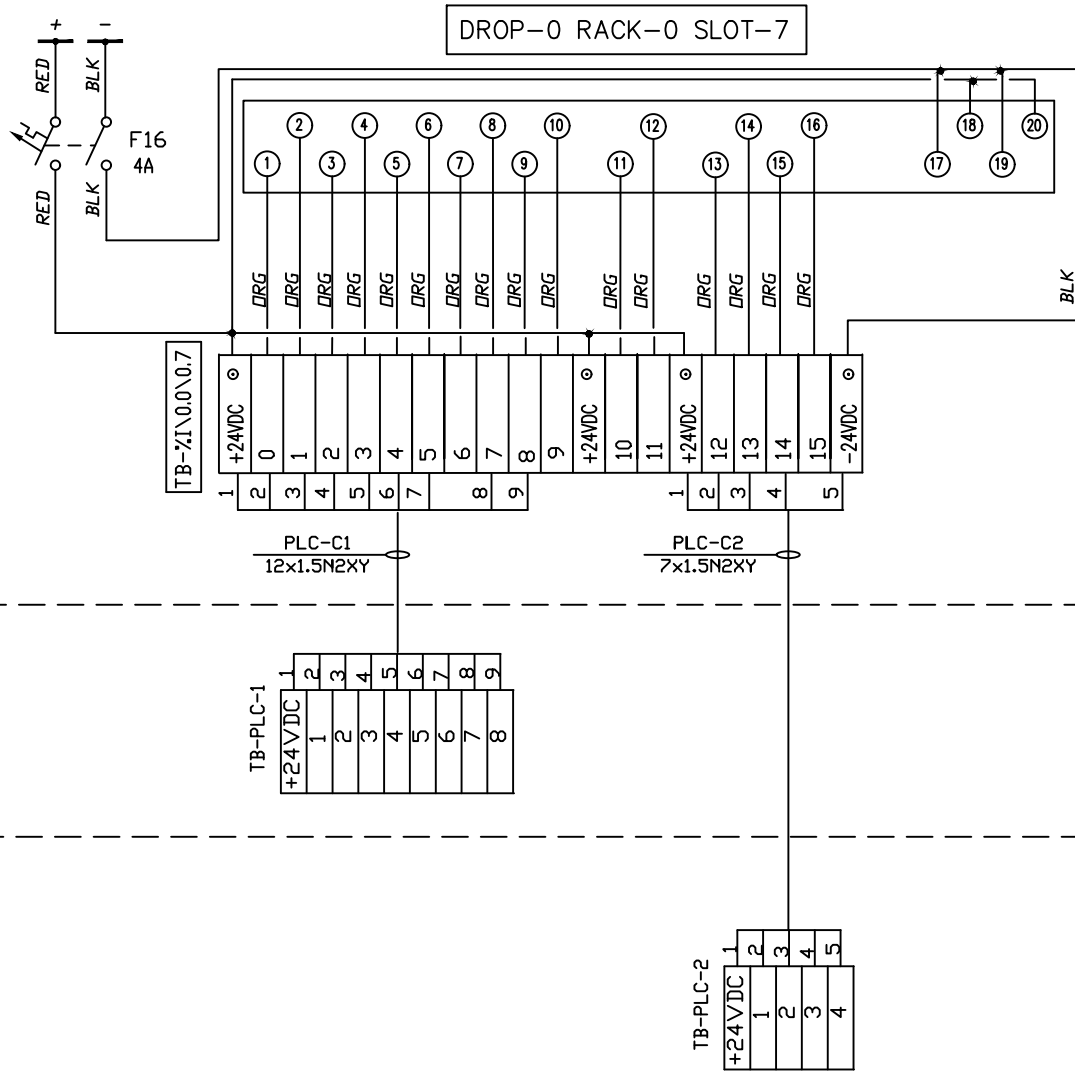 DROP-0 RACK-0 SLOT-7
+ -
RED BLK
F16
4A
RED BLK
2 4 6 8 10 12 14 16 18 20
1 3 5 7 9 11 13 15 17 19
ORG ORG ORG ORG ORG ORG ORG ORG ORG ORG ORG ORG ORG ORG ORG ORG
BLK
TB-%I\0.0\0.7
+24VDC 0 1 2 3 4 5 6 7 8 9 +24VDC 10 11 +24VDC 12 13 14 15 -24VDC
1 2 3 4 5 6 7 8 9
1 2 3 4 5
PLC-C1
12x1.5N2XY
PLC-C2
7x1.5N2XY
TB-PLC-1
1 2 3 4 5 6 7 8 9
+24VDC 1 2 3 4 5 6 7 8
TB-PLC-2
1 2 3 4 5
+24VDC 1 2 3 4